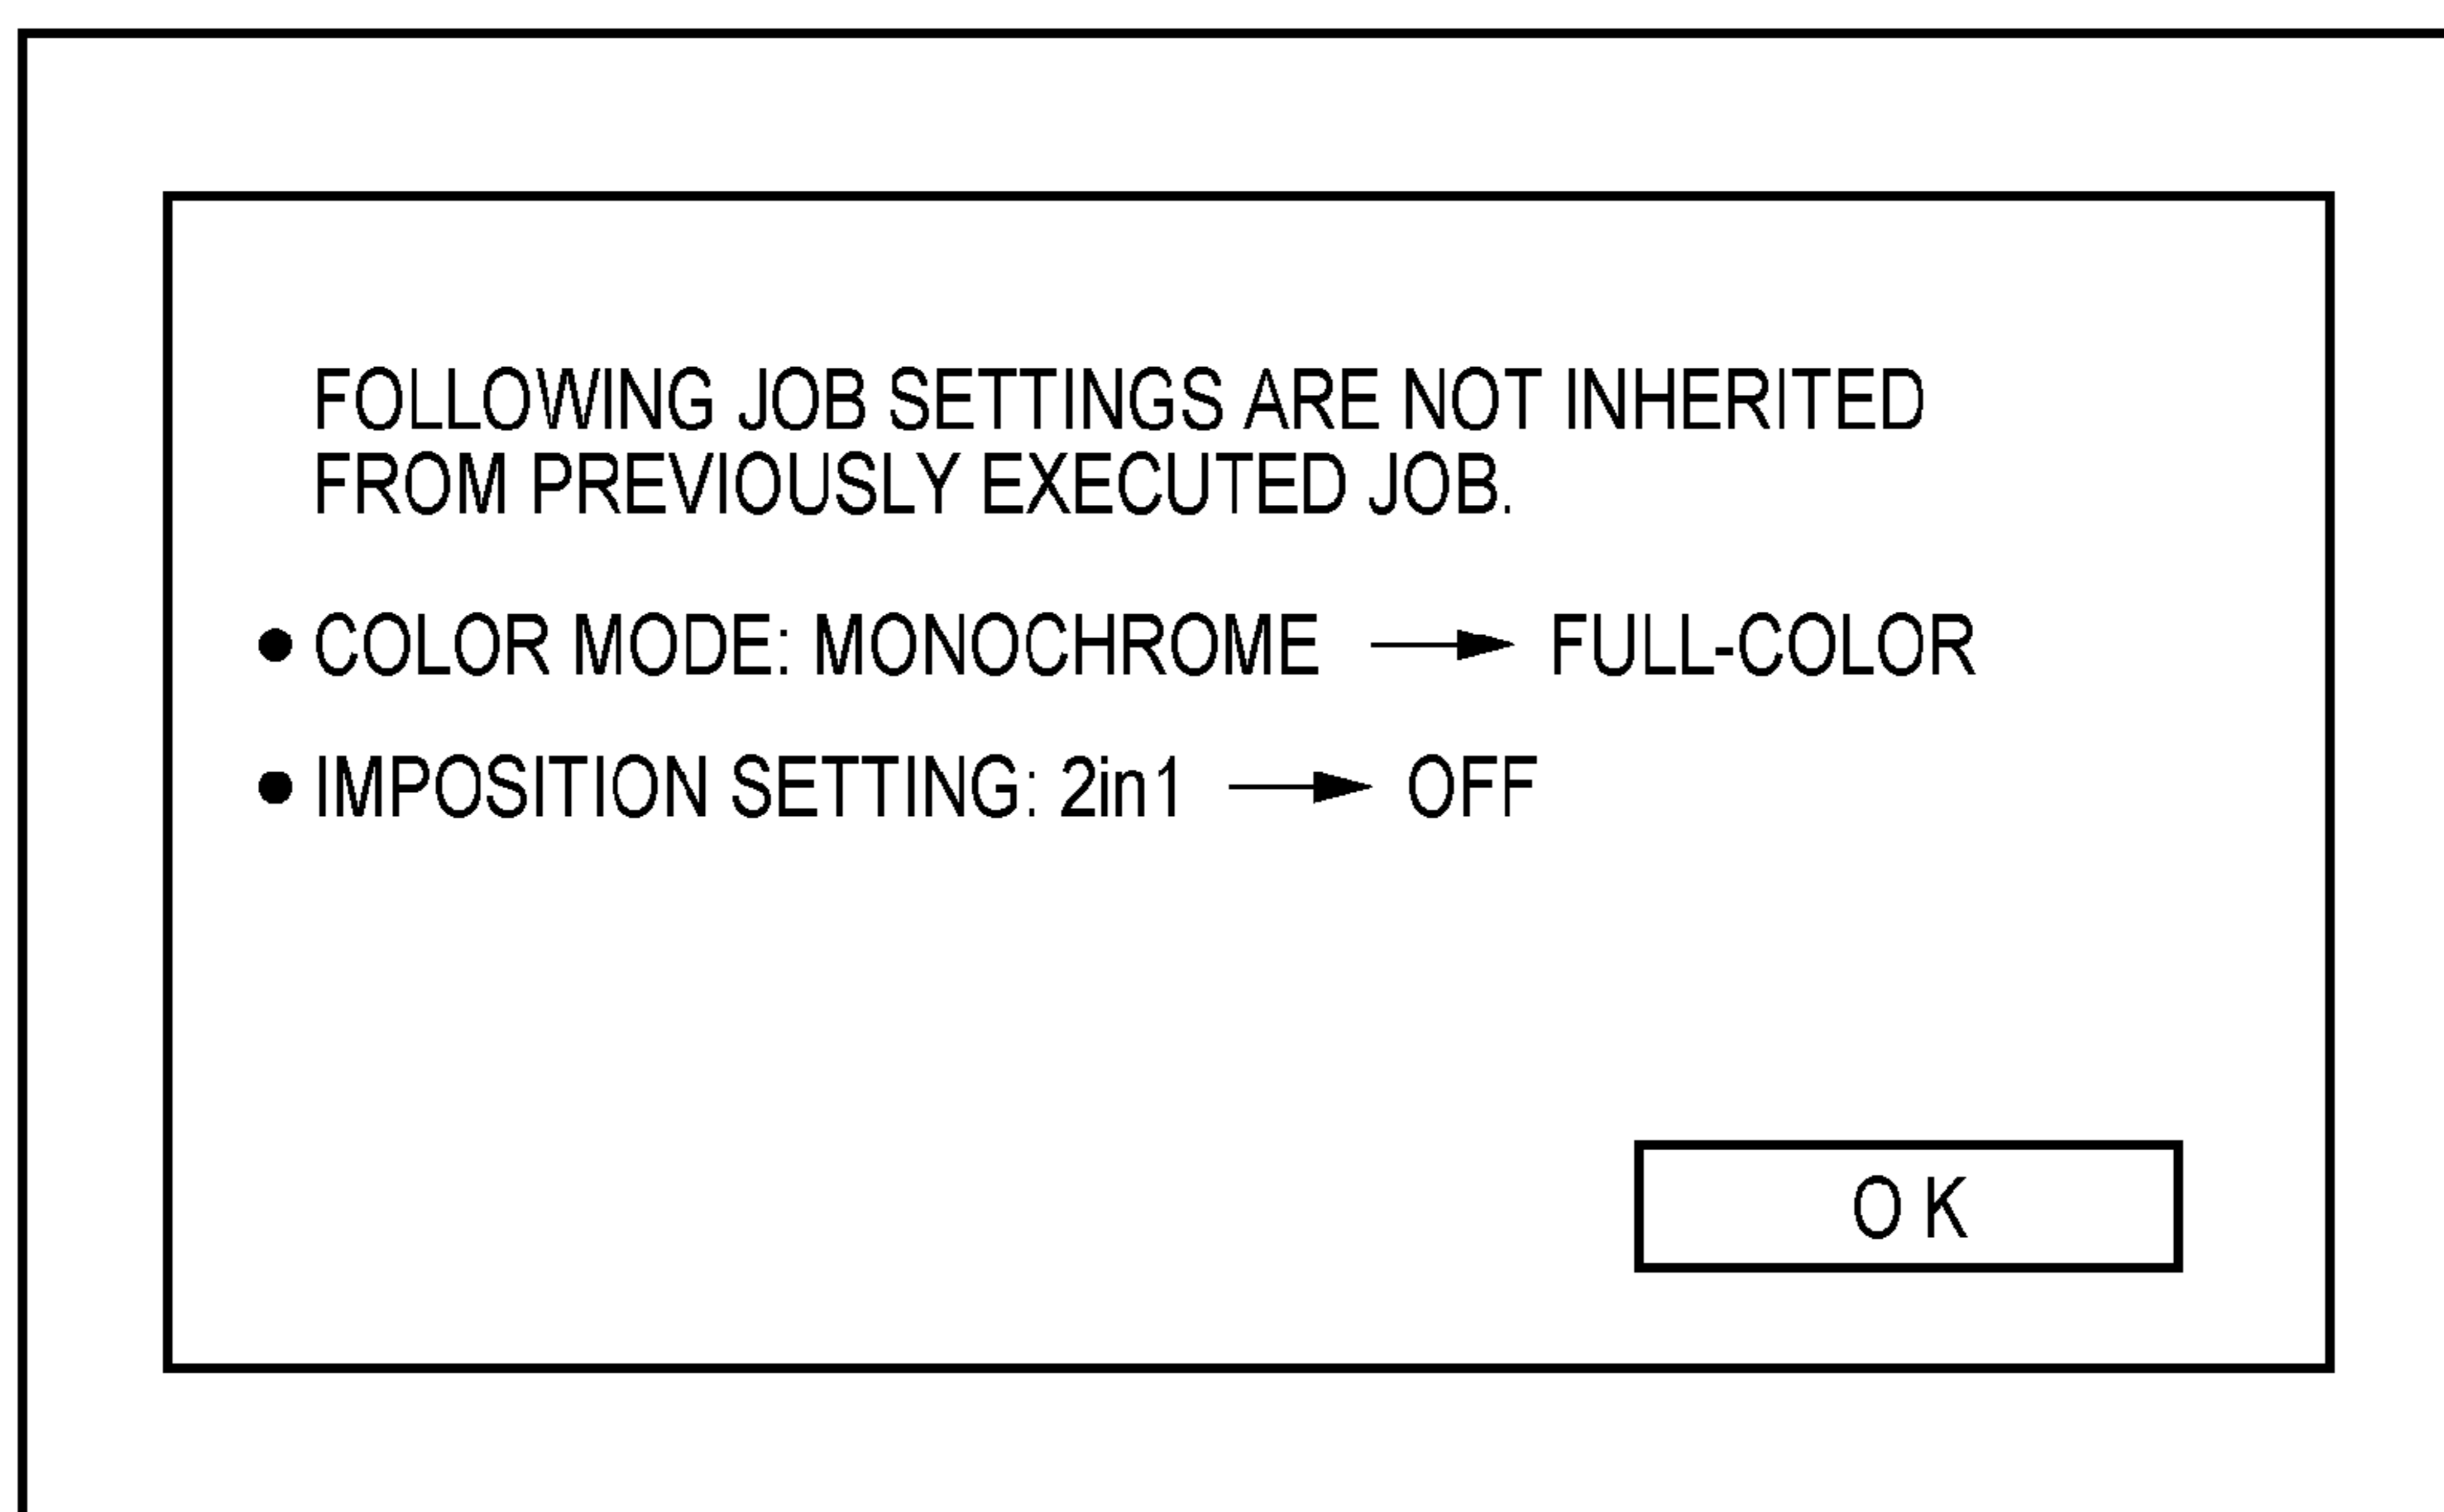 FOLLOWING JOB SETTINGS ARE NOT INHERITED
FROM PREVIOUSLY EXECUTED JOB.
● COLOR MODE: MONOCHROME → FULL-COLOR
● IMPOSITION SETTING: 2in1 → OFF
OK